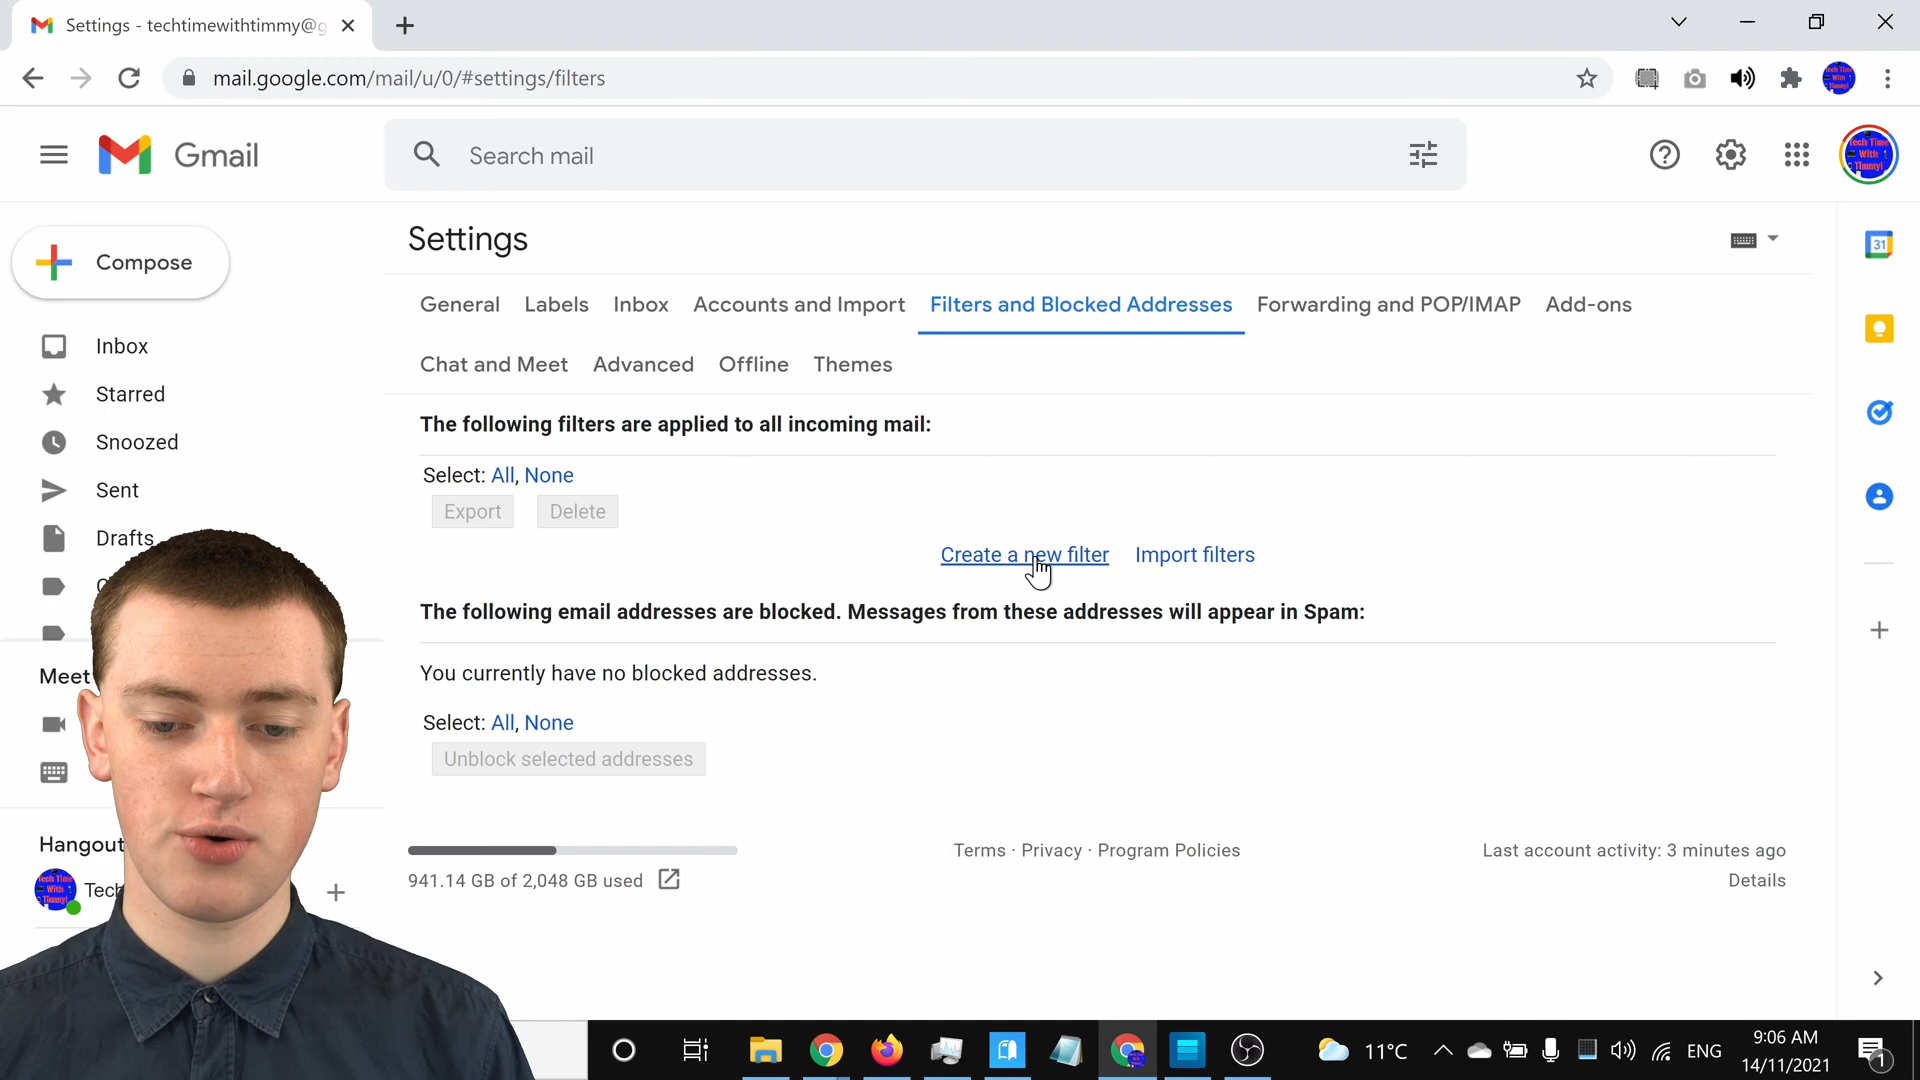 Settings - techtimewithtimmy@g
mail.google.com/mail/u/0/#settings/filters
Gmail
Search mail
Tech Time
With
Timmy!
Compose
Inbox
Starred
Snoozed
Sent
Drafts
Meet
Hangout
Tech
Settings
General Labels Inbox Accounts and Import Filters and Blocked Addresses Forwarding and POP/IMAP Add-ons
Chat and Meet Advanced Offline Themes
The following filters are applied to all incoming mail:
Select: All, None
Export Delete
Create a new filter Import filters
The following email addresses are blocked. Messages from these addresses will appear in Spam:
You currently have no blocked addresses.
Select: All, None
Unblock selected addresses
941.14 GB of 2,048 GB used
Terms · Privacy · Program Policies
Last account activity: 3 minutes ago
Details
31
11°C
ENG
9:06 AM
14/11/2021
1